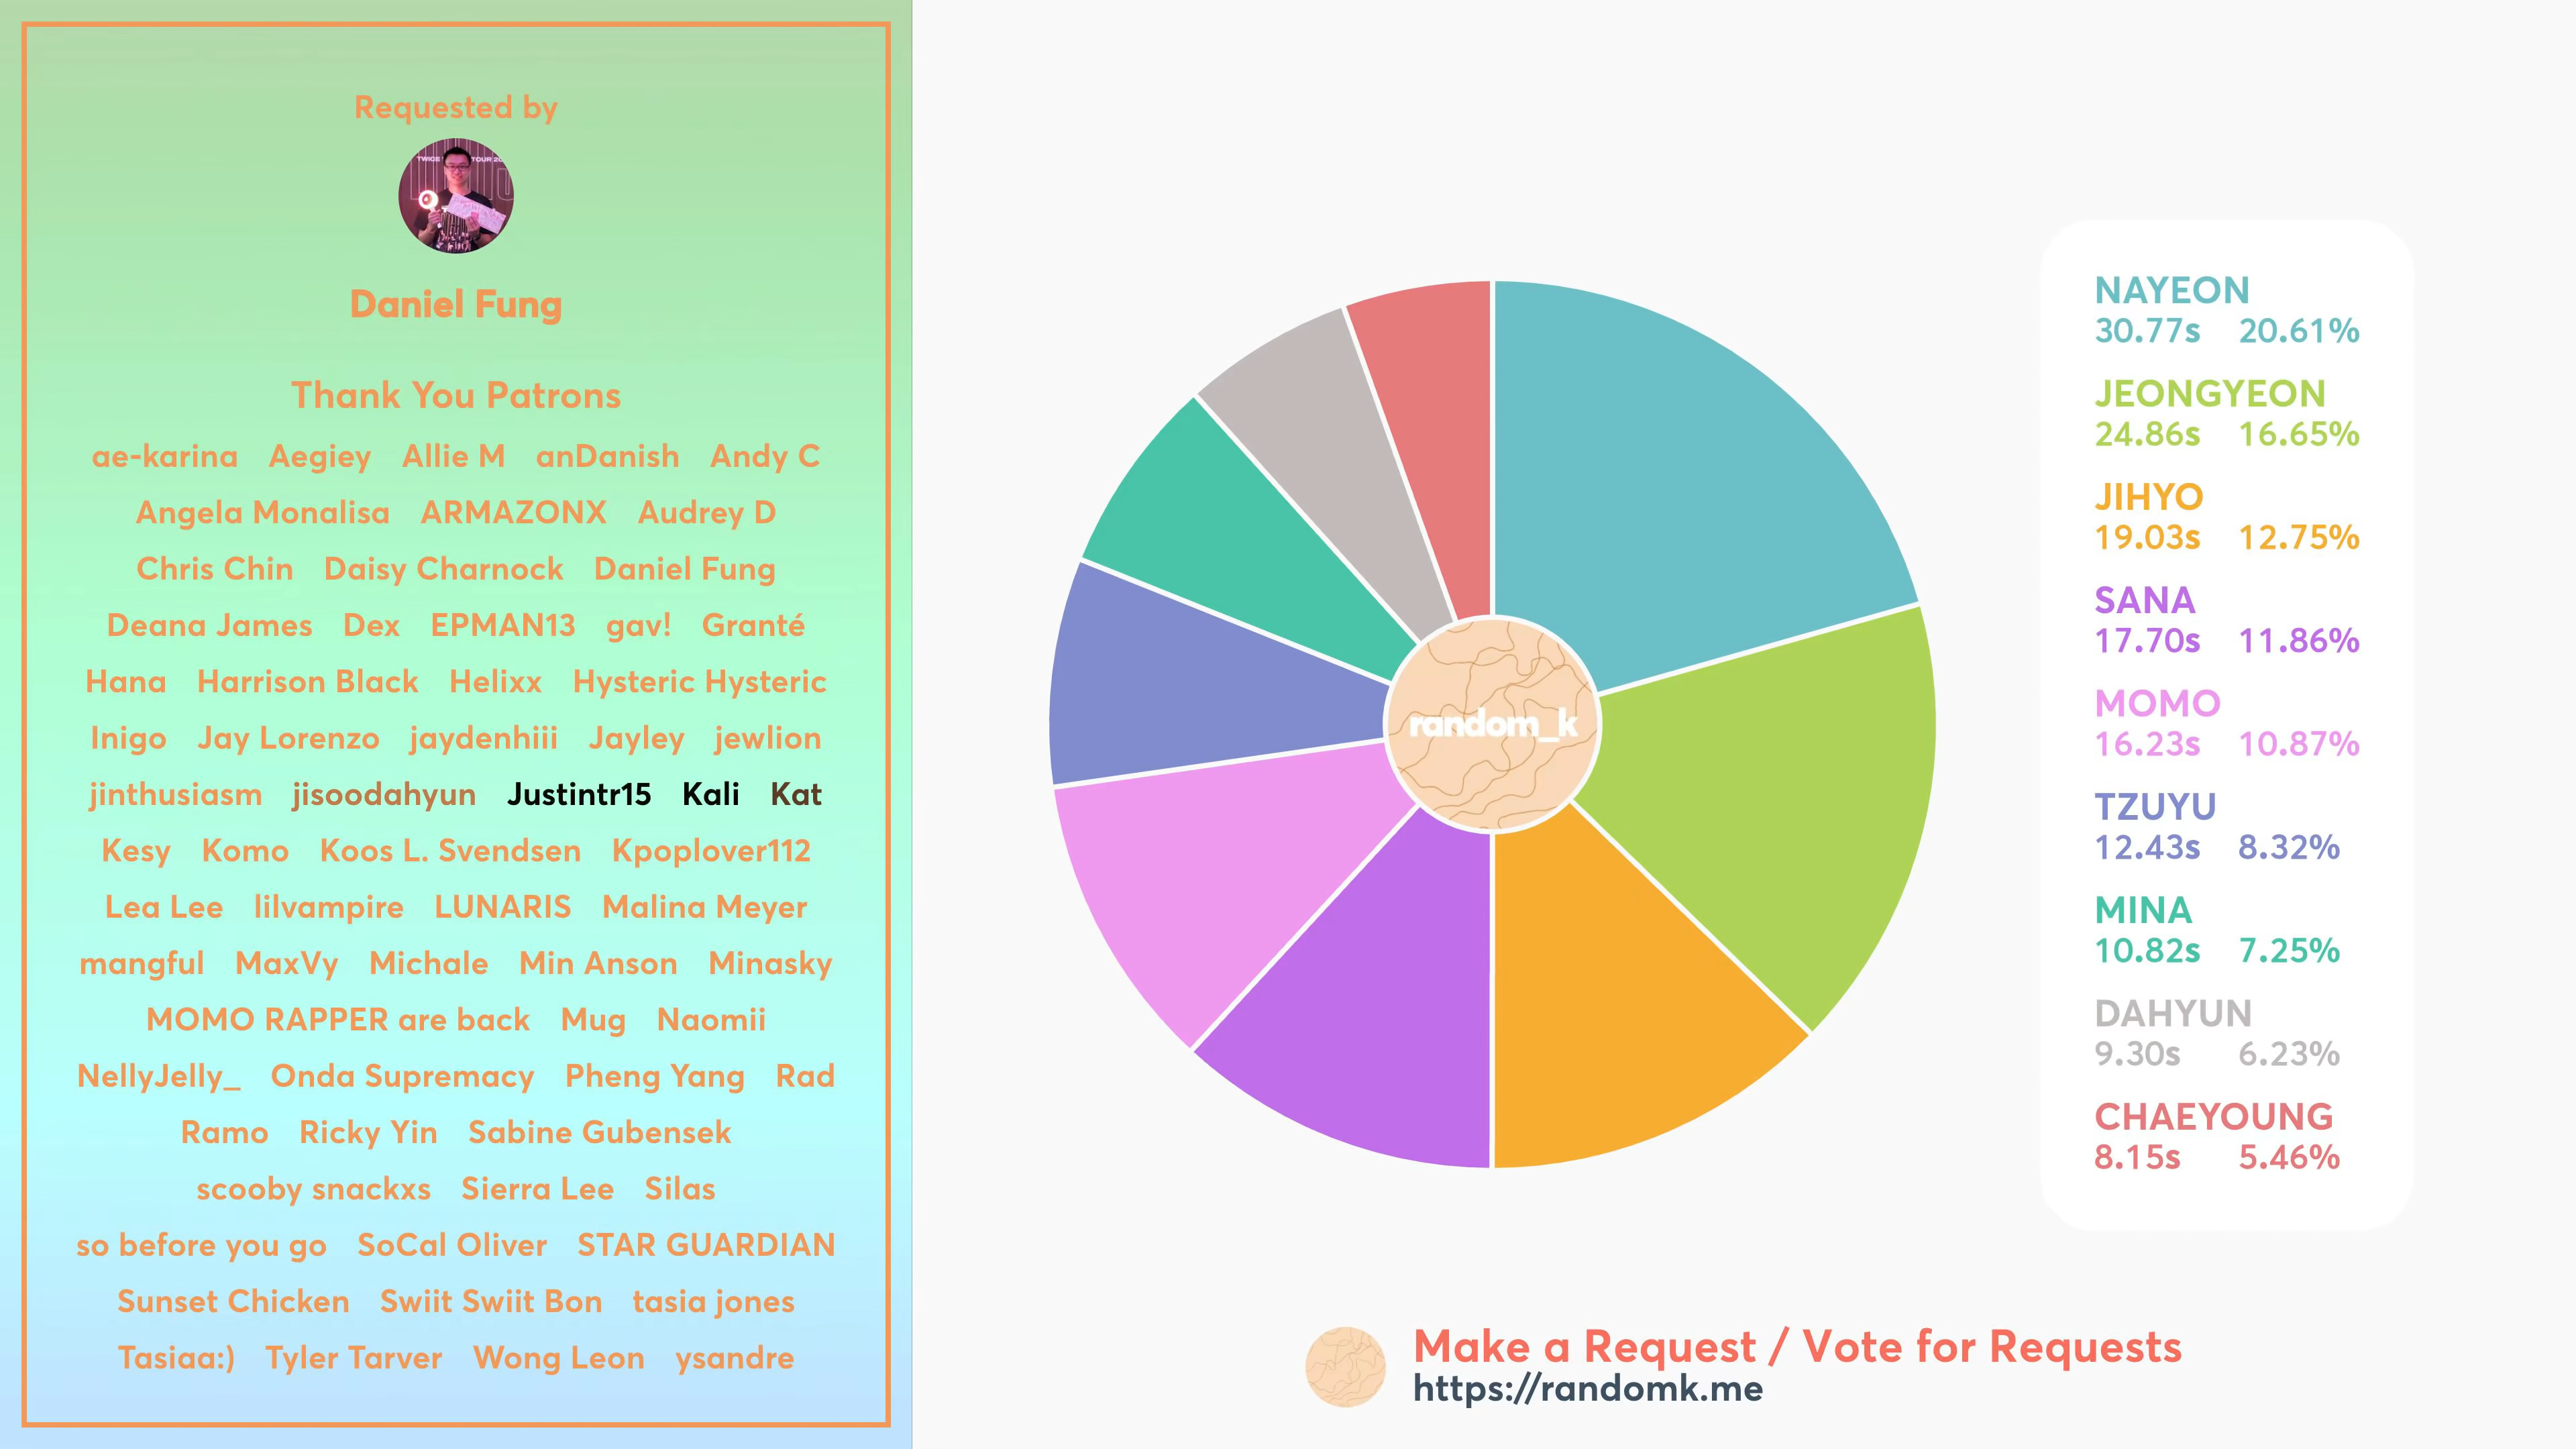 Requested by
TWICE TOUR 20
Daniel Fung
Thank You Patrons
ae-karina Aegiey Allie M anDanish Andy C
Angela Monalisa ARMAZONX Audrey D
Chris Chin Daisy Charnock Daniel Fung
Deana James Dex EPMAN13 gav! Granté
Hana Harrison Black Helixx Hysteric Hysteric
Inigo Jay Lorenzo jaydenhiii Jayley jewlion
jinthusiasm jisoodahyun Justintr15 Kali Kat
Kesy Komo Koos L. Svendsen Kpoplover112
Lea Lee lilvampire LUNARIS Malina Meyer
mangful MaxVy Michale Min Anson Minasky
MOMO RAPPER are back Mug Naomii
NellyJelly_ Onda Supremacy Pheng Yang Rad
Ramo Ricky Yin Sabine Gubensek
scooby snackxs Sierra Lee Silas
so before you go SoCal Oliver STAR GUARDIAN
Sunset Chicken Swiit Swiit Bon tasia jones
Tasiaa:) Tyler Tarver Wong Leon ysandre
random_k
NAYEON
30.77s 20.61%
JEONGYEON
24.86s 16.65%
JIHYO
19.03s 12.75%
SANA
17.70s 11.86%
MOMO
16.23s 10.87%
TZUYU
12.43s 8.32%
MINA
10.82s 7.25%
DAHYUN
9.30s 6.23%
CHAEYOUNG
8.15s 5.46%
Make a Request / Vote for Requests
https://randomk.me